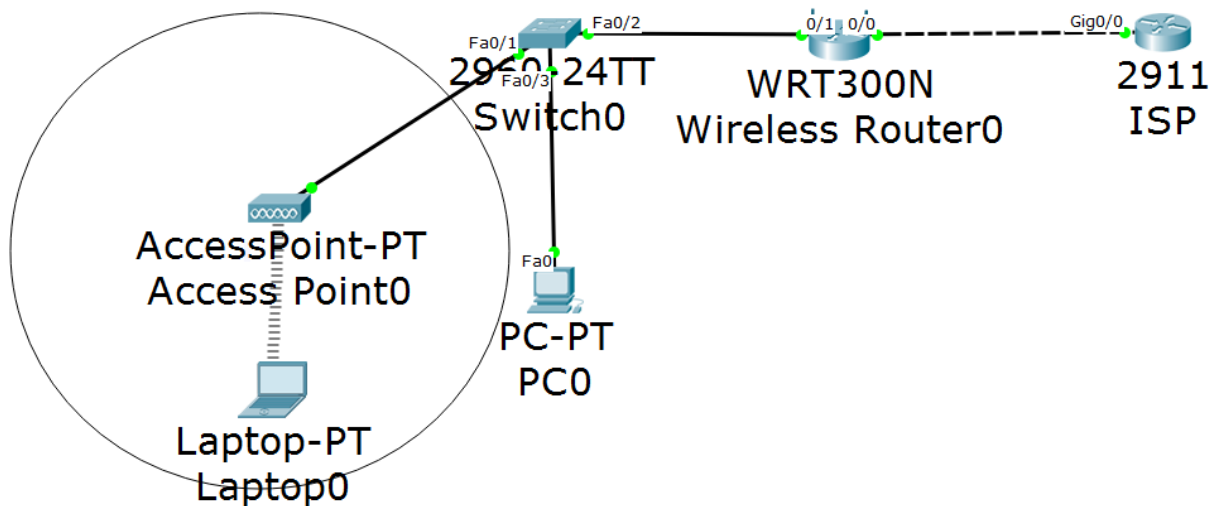 Fa0/1
Fa0/2
0/1
0/0
Gig0/0
2960-24TT
Switch0
Fa0/3
WRT300N
Wireless Router0
2911
ISP
AccessPoint-PT
Access Point0
Fa0
PC-PT
PC0
Laptop-PT
Laptop0